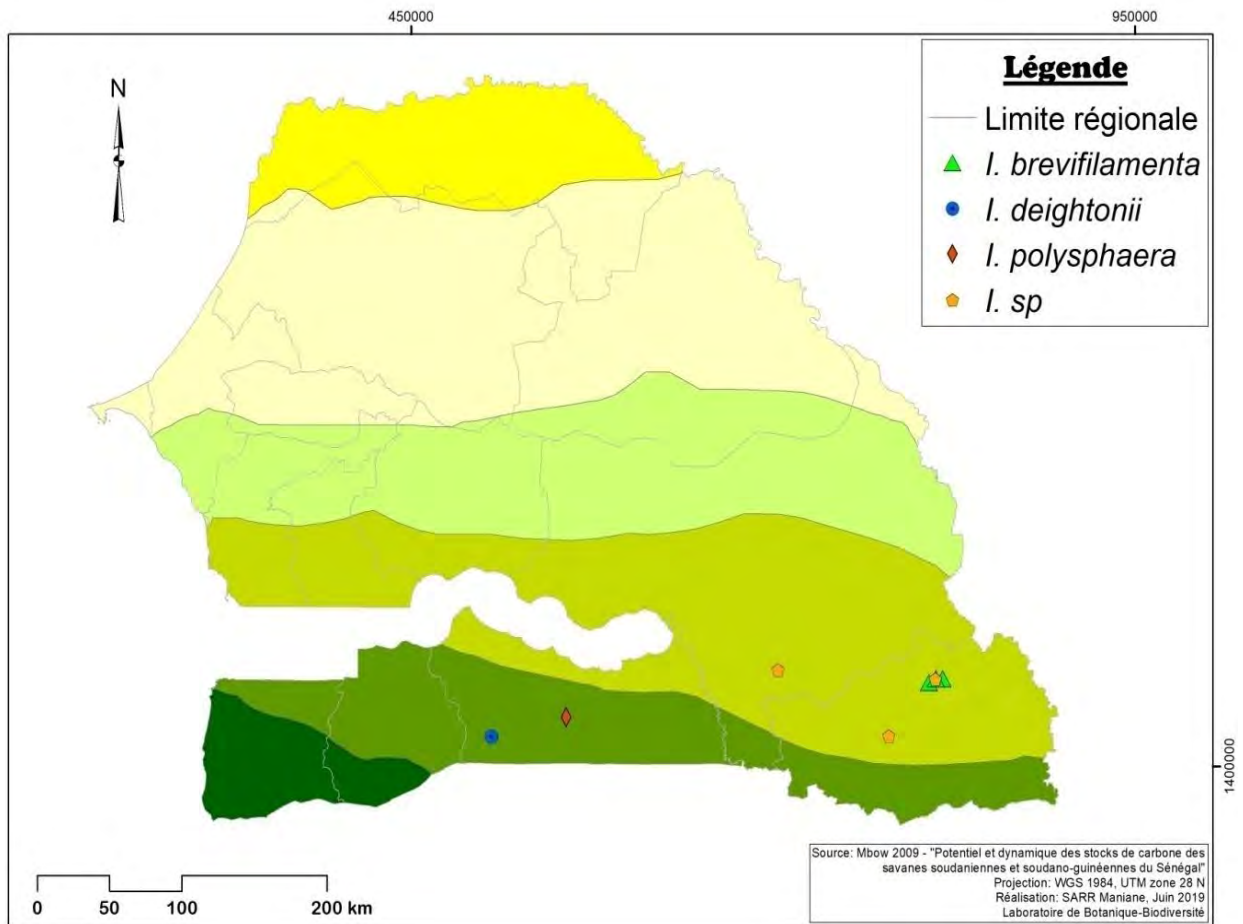 450000
950000
N
Légende
Limite régionale
I. brevifilamenta
I. deightonii
I. polysphaera
I. sp
1400000
0 50 100 200 km
Source: Mbow 2009 - "Potentiel et dynamique des stocks de carbone des
savanes soudaniennes et soudano-guinéennes du Sénégal"
Projection: WGS 1984, UTM zone 28 N
Réalisation: SARR Maniane, Juin 2019
Laboratoire de Botanique-Biodiversité